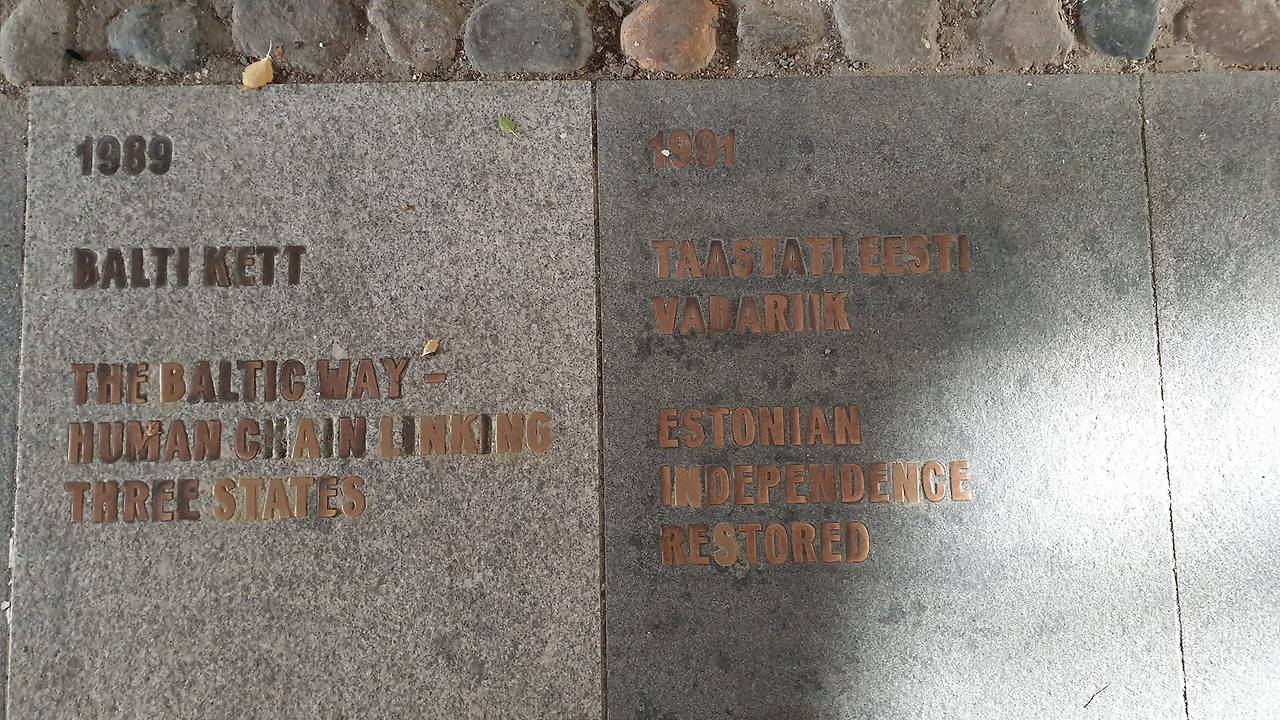 1989
BALTI KETT
THE BALTIC WAY –
HUMAN CHAIN LINKING
THREE STATES
1991
TAASTATI EESTI
VABARIIK
ESTONIAN
INDEPENDENCE
RESTORED